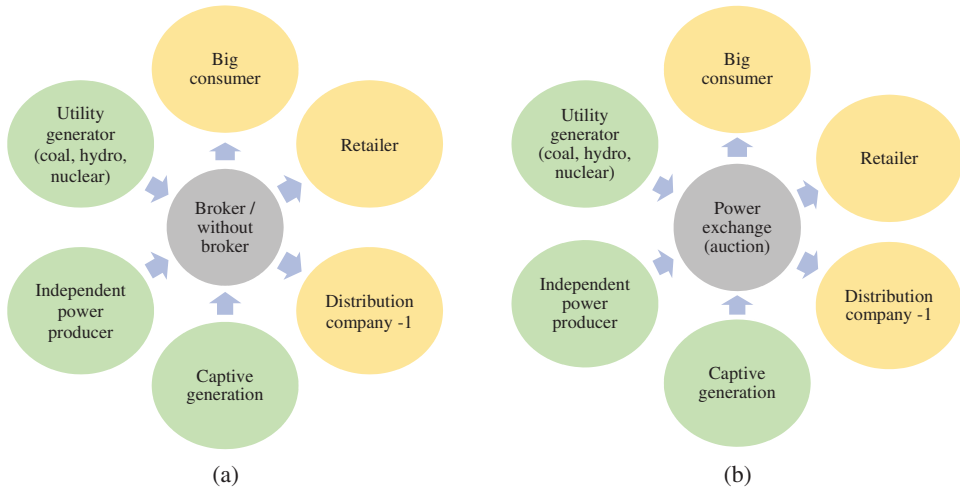 Big
consumer
Utility
generator
(coal, hydro,
nuclear)
Retailer
Broker /
without
broker
Independent
power
producer
Distribution
company -1
Captive
generation
(a)
Big
consumer
Utility
generator
(coal, hydro,
nuclear)
Retailer
Power
exchange
(auction)
Independent
power
producer
Distribution
company -1
Captive
generation
(b)